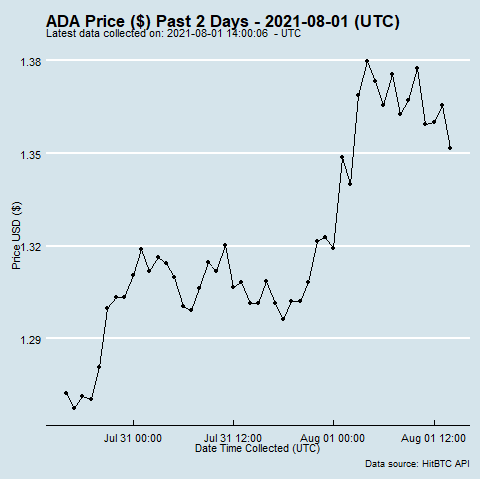 ADA Price ($) Past 2 Days - 2021-08-01 (UTC)
Latest data collected on: 2021-08-01 14:00:06 - UTC
1.38
1.35
1.32
1.29
Price USD ($)
Jul 31 00:00
Jul 31 12:00
Aug 01 00:00
Aug 01 12:00
Date Time Collected (UTC)
Data source: HitBTC API